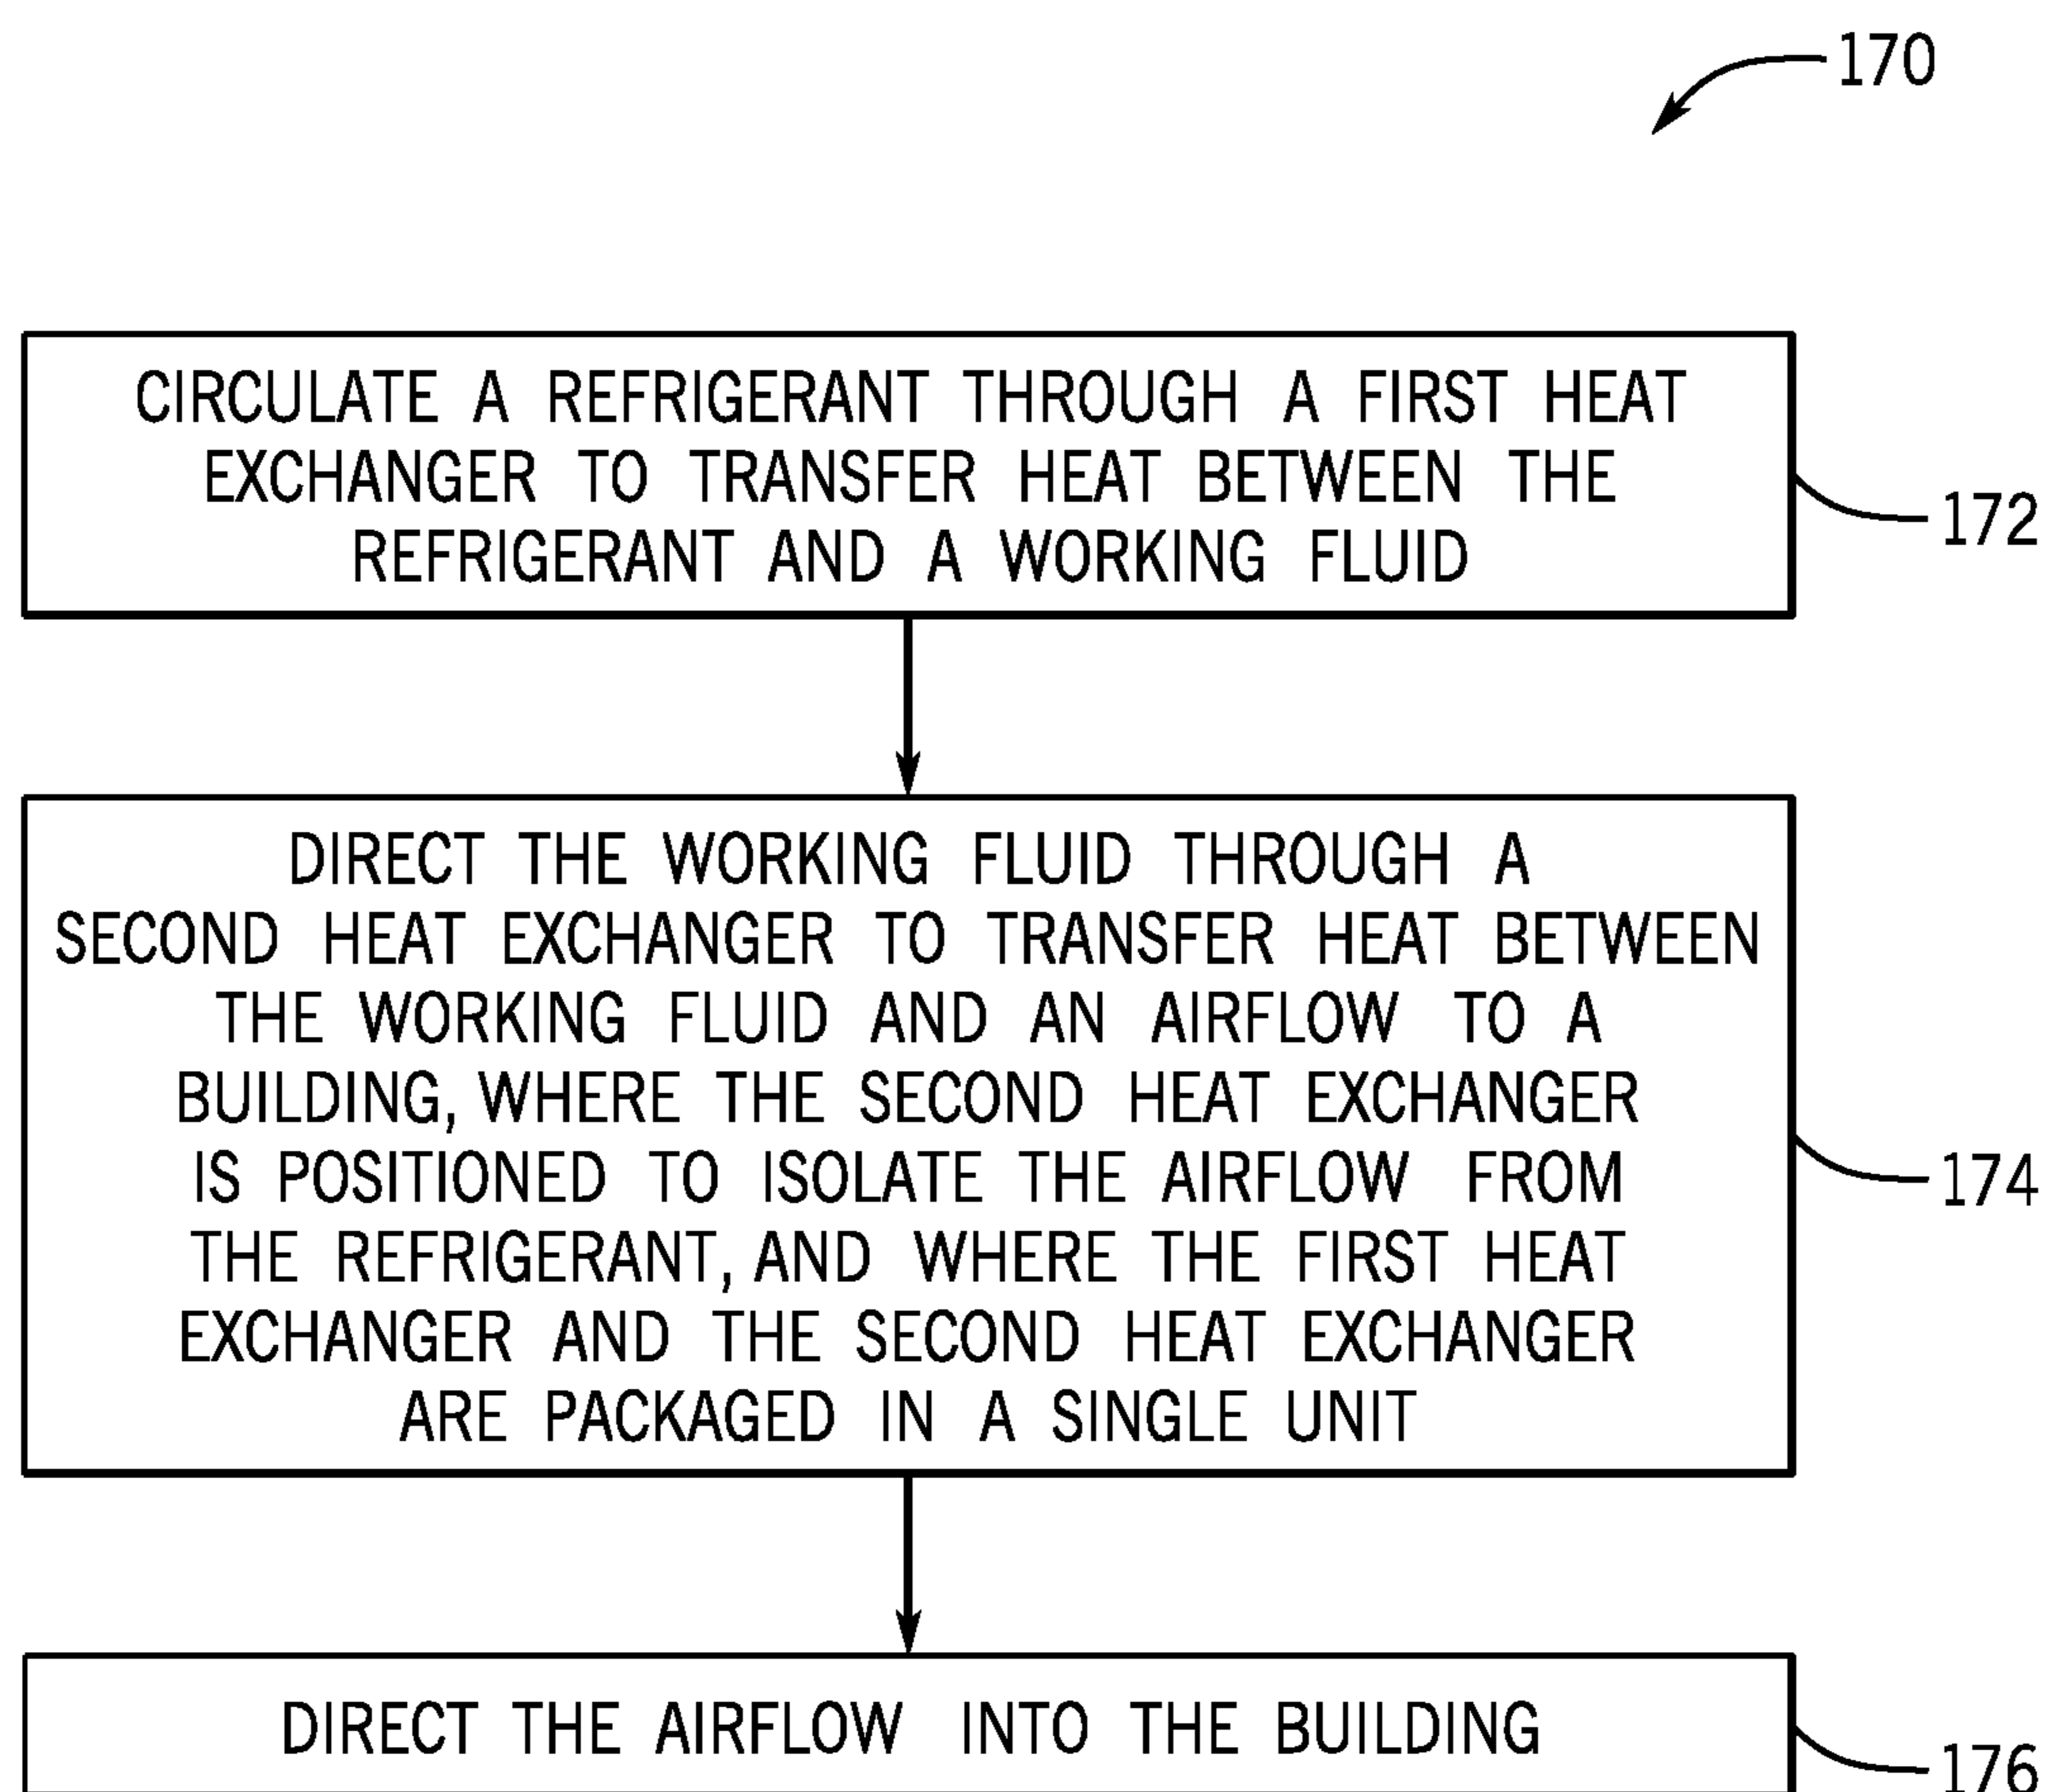 170
CIRCULATE A REFRIGERANT THROUGH A FIRST HEAT
EXCHANGER TO TRANSFER HEAT BETWEEN THE
REFRIGERANT AND A WORKING FLUID
172
DIRECT THE WORKING FLUID THROUGH A
SECOND HEAT EXCHANGER TO TRANSFER HEAT BETWEEN
THE WORKING FLUID AND AN AIRFLOW TO A
BUILDING, WHERE THE SECOND HEAT EXCHANGER
IS POSITIONED TO ISOLATE THE AIRFLOW FROM
THE REFRIGERANT, AND WHERE THE FIRST HEAT
EXCHANGER AND THE SECOND HEAT EXCHANGER
ARE PACKAGED IN A SINGLE UNIT
174
DIRECT THE AIRFLOW INTO THE BUILDING
176